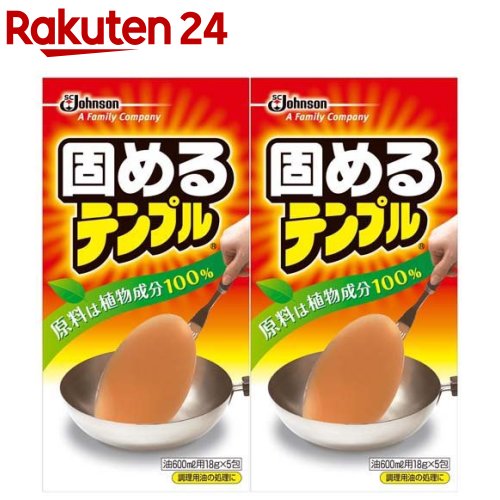 Rakuten 24
SC
Johnson
A Family Company
固める
テンプル®
原料は植物成分100%
油600ml用18g×5包
調理用油の処理に
SC
Johnson
A Family Company
固める
テンプル®
原料は植物成分100%
油600ml用18g×5包
調理用油の処理に